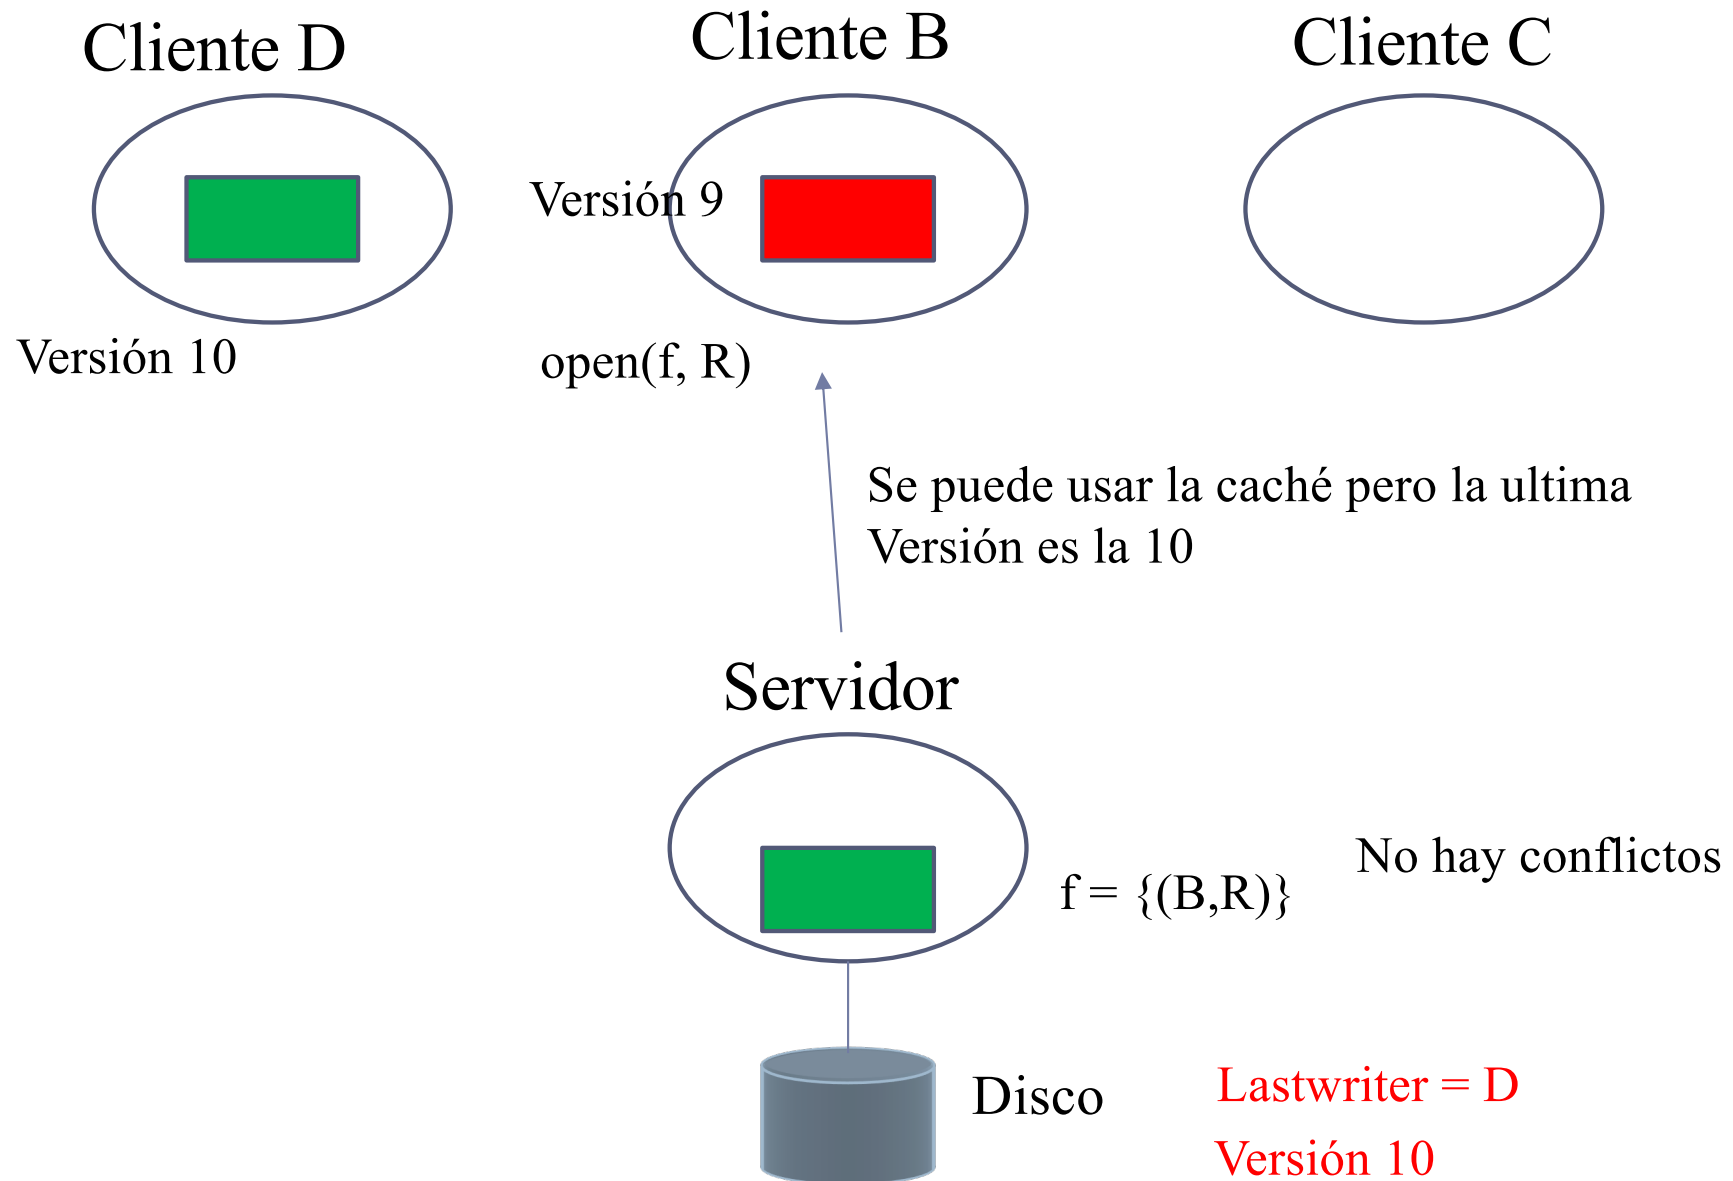 Cliente D
Cliente B
Cliente C
Versión 9
Versión 10
open(f, R)
Se puede usar la caché pero la ultima
Versión es la 10
Servidor
No hay conflictos
f = {(B,R)}
Disco
Lastwriter = D
Versión 10